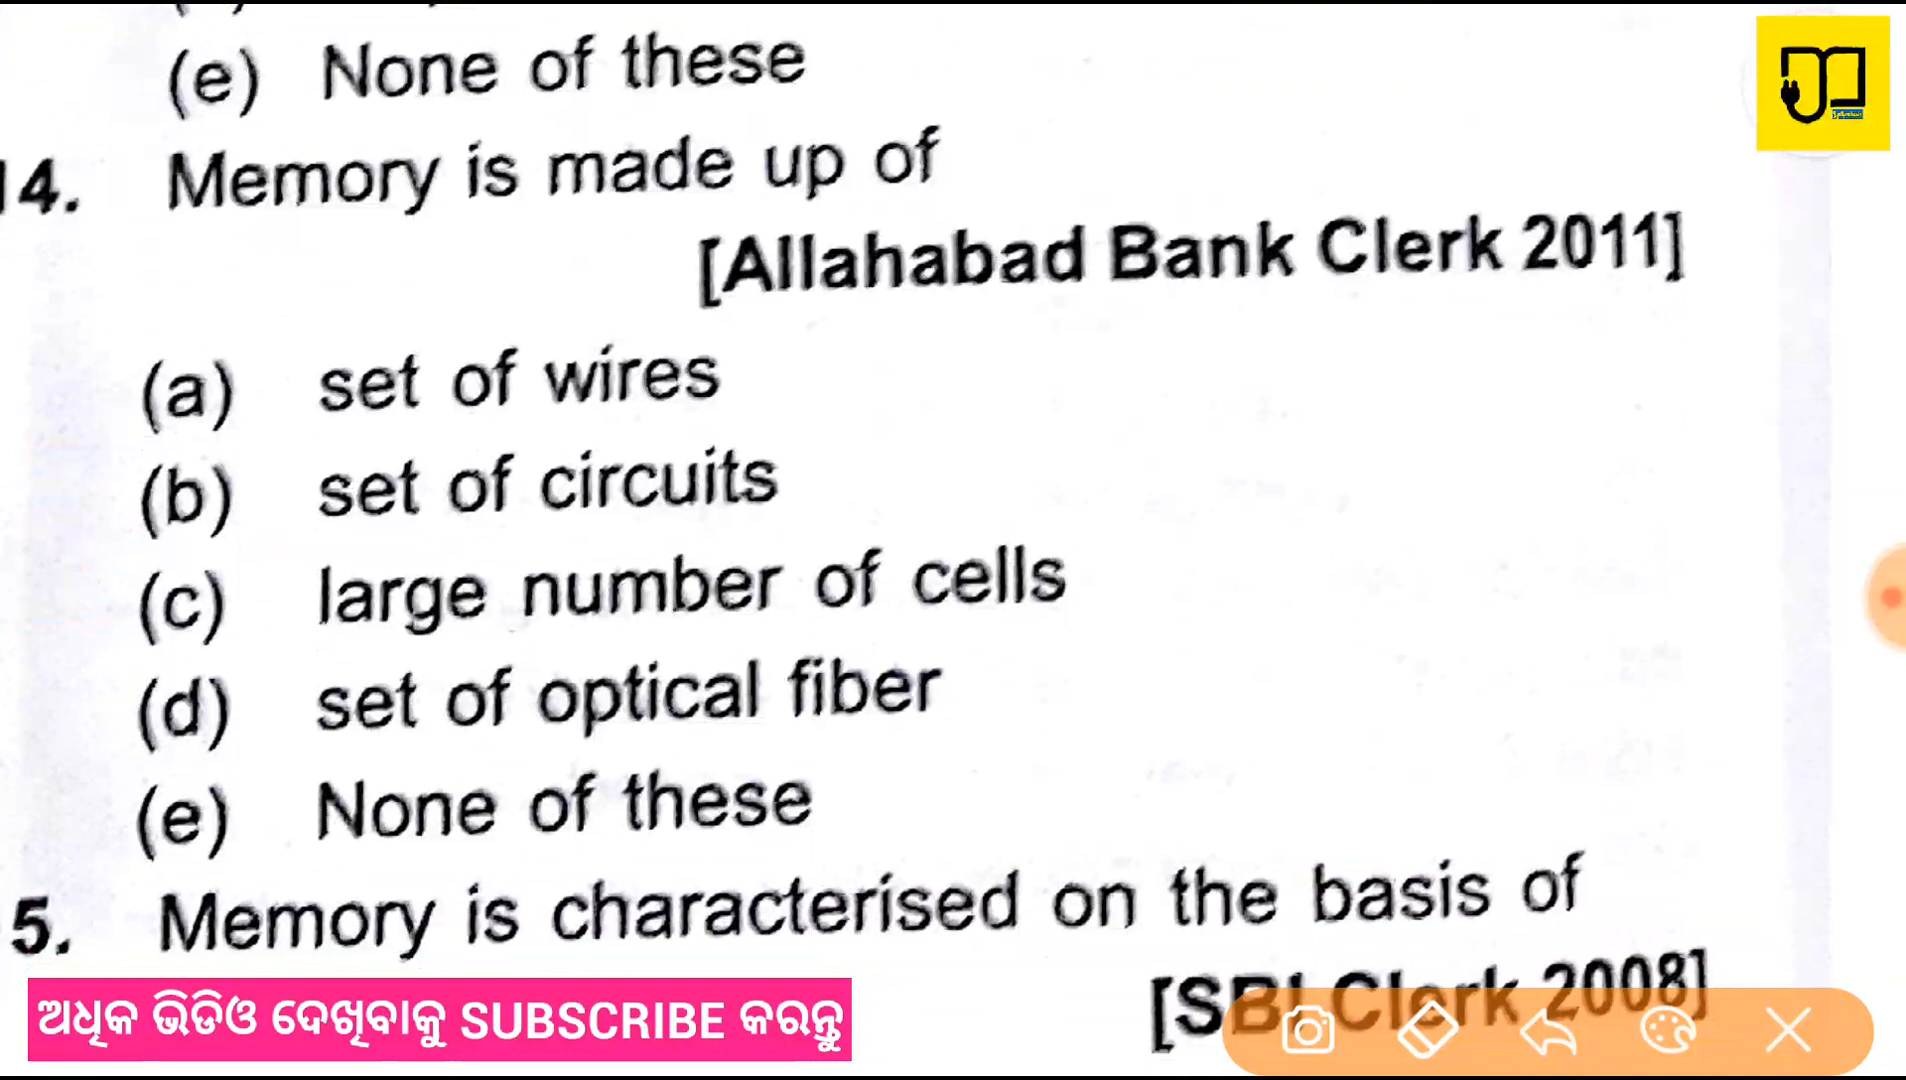 (e) None of these
14. Memory is made up of
[Allahabad Bank Clerk 2011]
(a) set of wires
(b) set of circuits
(c) large number of cells
(d) set of optical fiber
(e) None of these
5. Memory is characterised on the basis of
[SBI Clerk 2008]
ଅଧିକ ଭିଡିଓ ଦେଖିବାକୁ SUBSCRIBE କରନ୍ତୁ